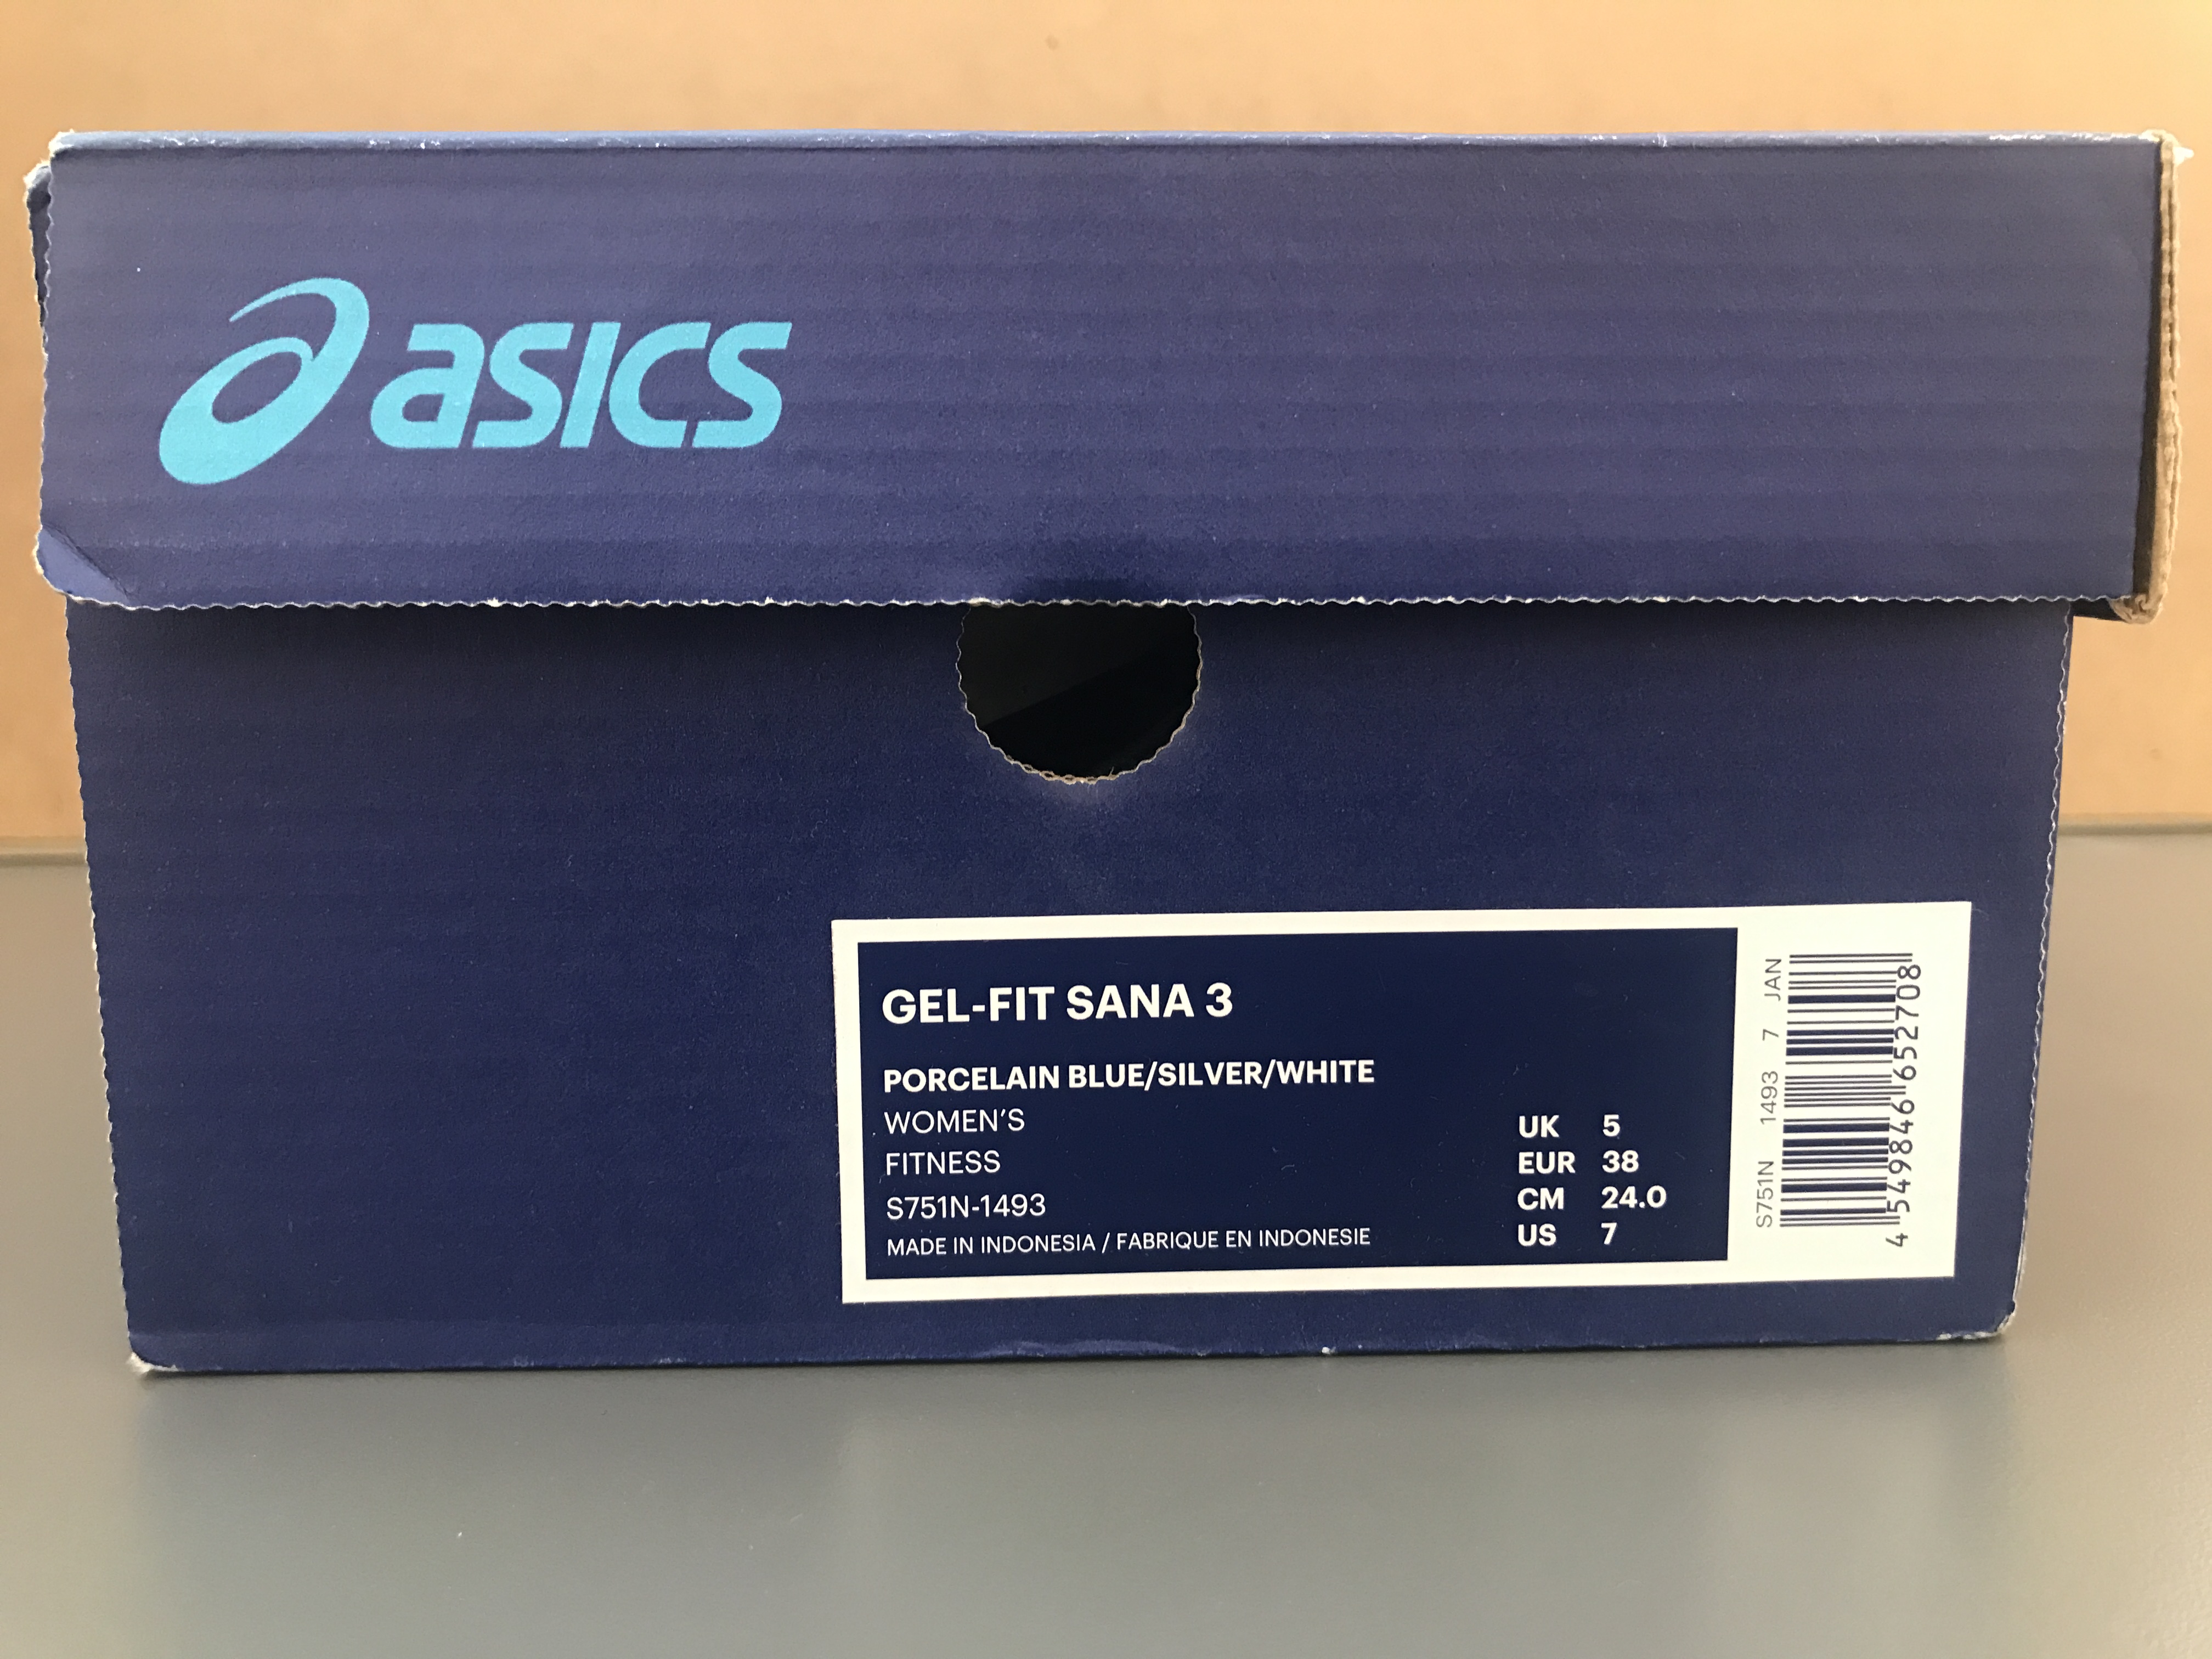 asics
GEL-FIT SANA 3
PORCELAIN BLUE/SILVER/WHITE
WOMEN'S
FITNESS
S751N-1493
MADE IN INDONESIA / FABRIQUE EN INDONESIE
UK 5
EUR 38
CM 24.0
US 7
S751N 1493 7 JAN
4 549846 652708